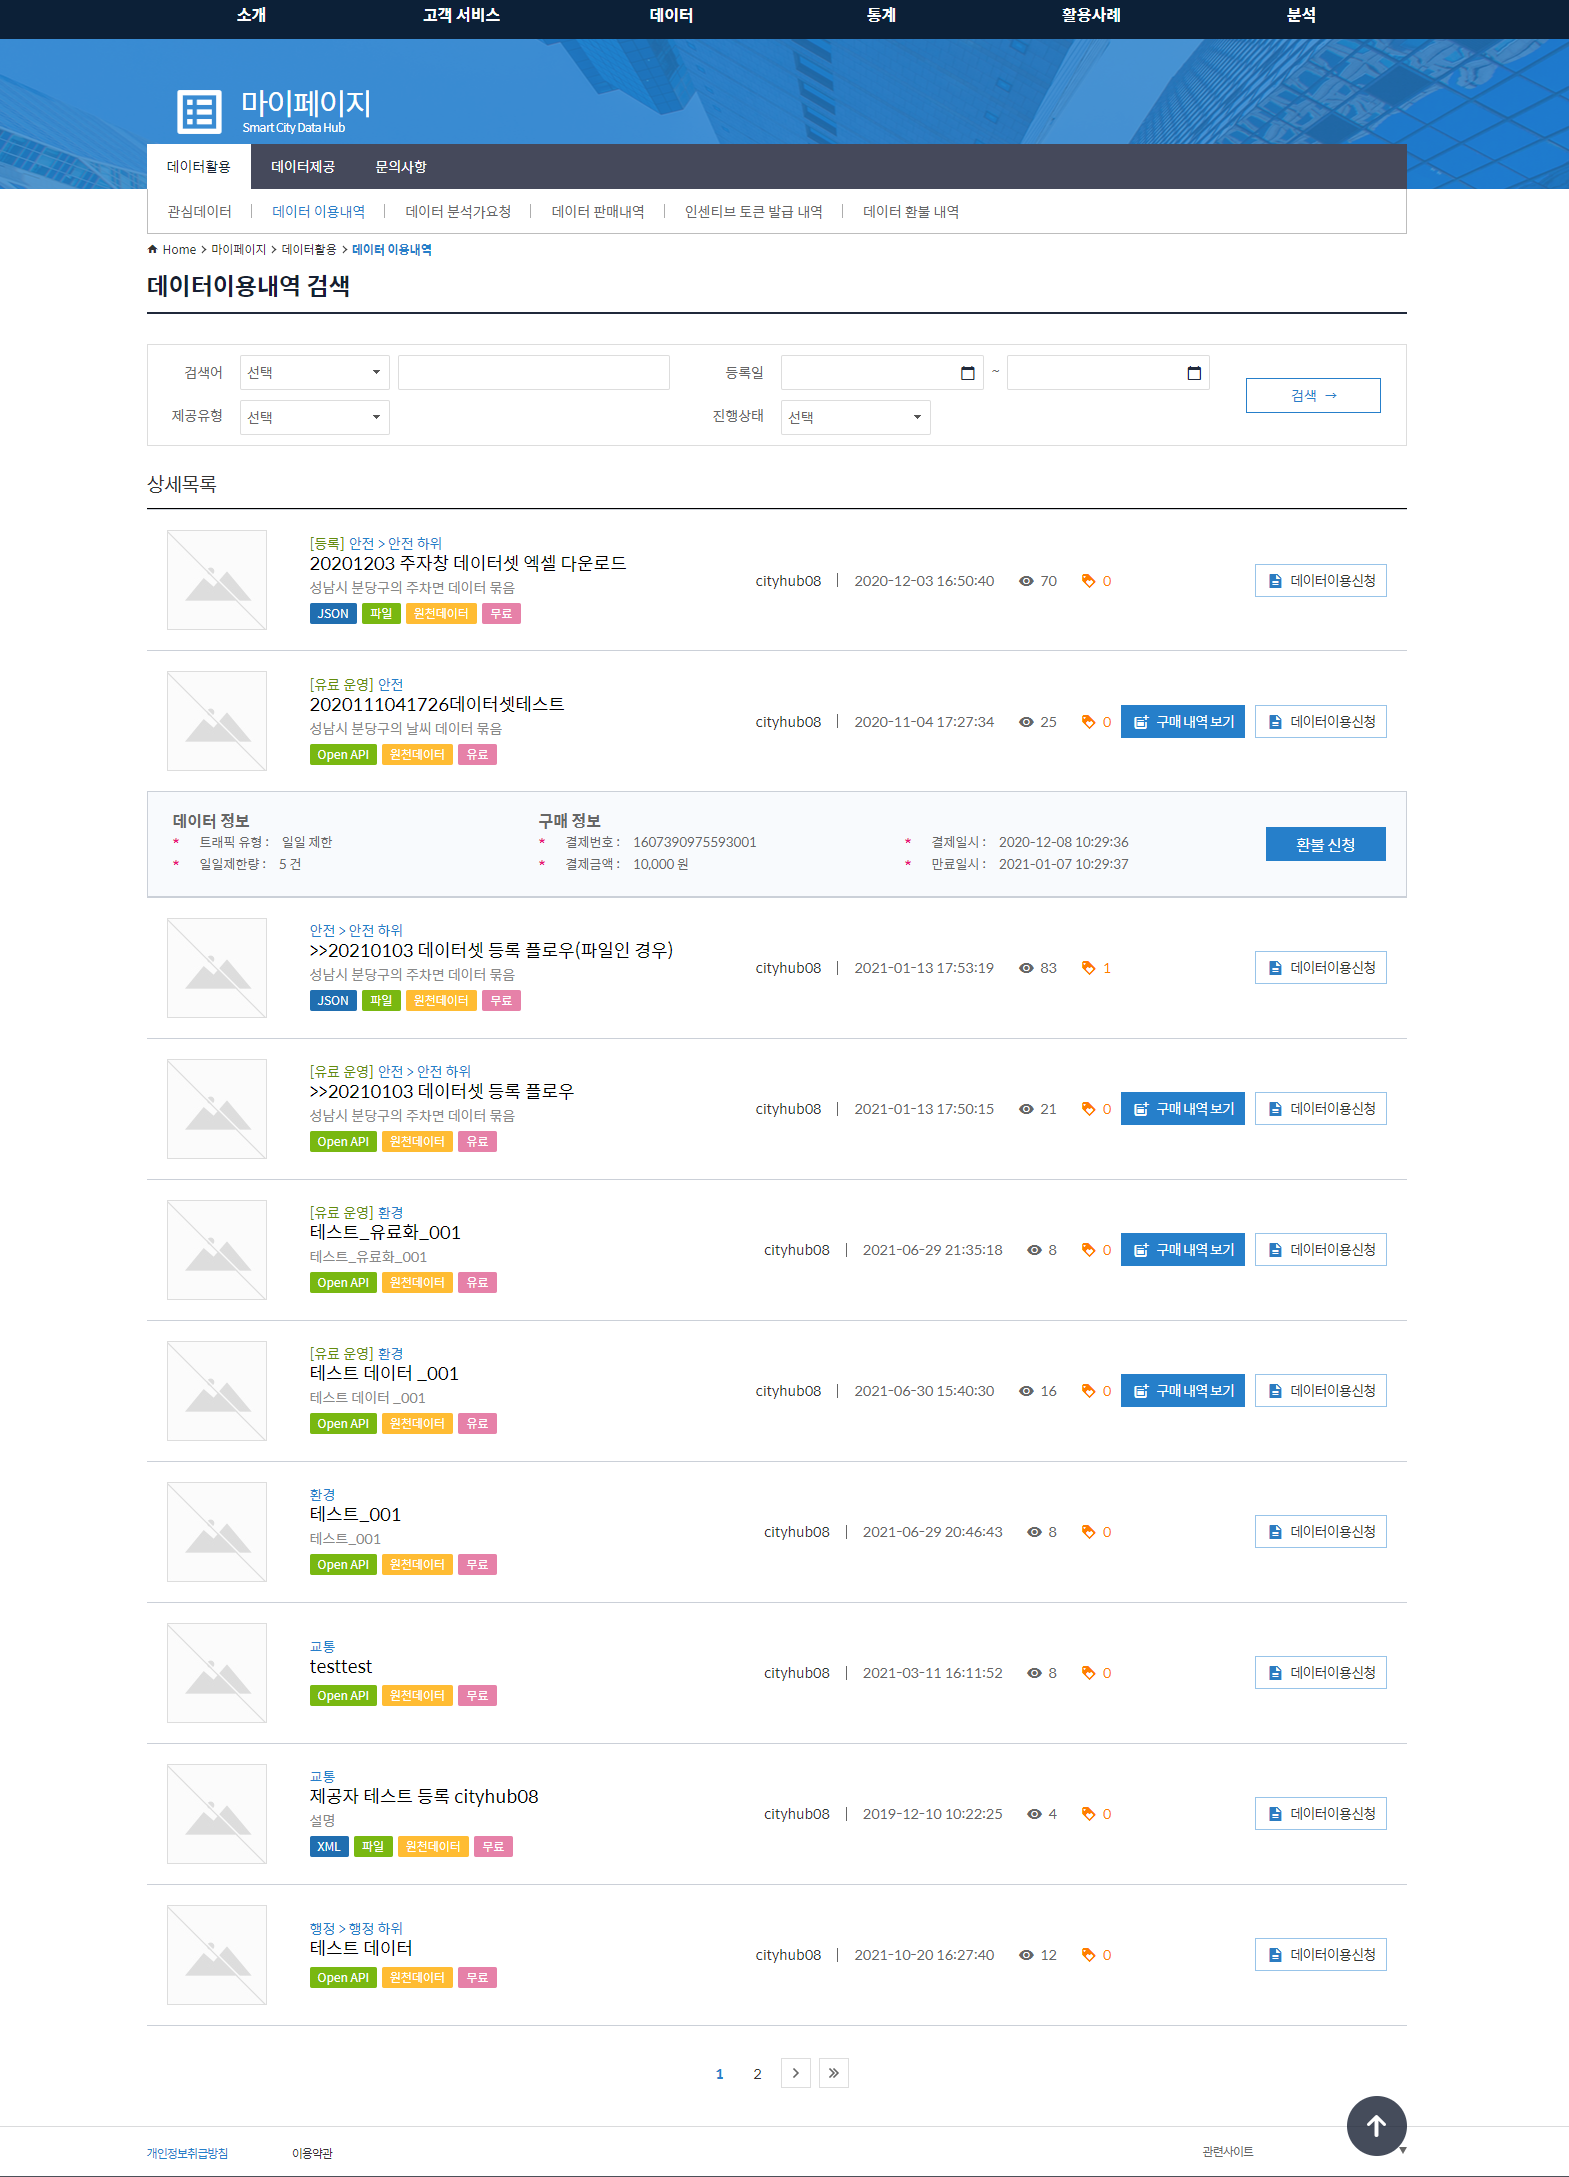 소개 고객 서비스 데이터 통계 활용사례 분석
마이페이지
Smart City Data Hub
데이터활용 데이터제공 문의사항
관심데이터 데이터 이용내역 데이터 분석가요청 데이터 판매내역 인센티브 토큰 발급 내역 데이터 환불 내역
Home > 마이페이지 > 데이터활용 > 데이터 이용내역
데이터이용내역 검색
검색어 선택 등록일 ~ 검색 →
제공유형 선택 진행상태 선택
상세목록
[등록] 안전 > 안전 하위
20201203 주자창 데이터셋 엑셀 다운로드
성남시 분당구의 주차면 데이터 묶음
JSON 파일 원천데이터 무료
cityhub08 | 2020-12-03 16:50:40 70 0 데이터이용신청
[유료 운영] 안전
2020111041726데이터셋테스트
성남시 분당구의 날씨 데이터 묶음
Open API 원천데이터 유료
cityhub08 | 2020-11-04 17:27:34 25 0 구매 내역 보기 데이터이용신청
데이터 정보 구매 정보
* 트래픽 유형 : 일일 제한 * 결제번호 : 1607390975593001 * 결제일시 : 2020-12-08 10:29:36
* 일일제한량 : 5 건 * 결제금액 : 10,000 원 * 만료일시 : 2021-01-07 10:29:37
환불 신청
안전 > 안전 하위
>>20210103 데이터셋 등록 플로우(파일인 경우)
성남시 분당구의 주차면 데이터 묶음
JSON 파일 원천데이터 무료
cityhub08 | 2021-01-13 17:53:19 83 1 데이터이용신청
[유료 운영] 안전 > 안전 하위
>>20210103 데이터셋 등록 플로우
성남시 분당구의 주차면 데이터 묶음
Open API 원천데이터 유료
cityhub08 | 2021-01-13 17:50:15 21 0 구매 내역 보기 데이터이용신청
[유료 운영] 환경
테스트_유료화_001
테스트_유료화_001
Open API 원천데이터 유료
cityhub08 | 2021-06-29 21:35:18 8 0 구매 내역 보기 데이터이용신청
[유료 운영] 환경
테스트 데이터 _001
테스트 데이터 _001
Open API 원천데이터 유료
cityhub08 | 2021-06-30 15:40:30 16 0 구매 내역 보기 데이터이용신청
환경
테스트_001
테스트_001
Open API 원천데이터 무료
cityhub08 | 2021-06-29 20:46:43 8 0 데이터이용신청
교통
testtest
Open API 원천데이터 무료
cityhub08 | 2021-03-11 16:11:52 8 0 데이터이용신청
교통
제공자 테스트 등록 cityhub08
설명
XML 파일 원천데이터 무료
cityhub08 | 2019-12-10 10:22:25 4 0 데이터이용신청
행정 > 행정 하위
테스트 데이터
Open API 원천데이터 무료
cityhub08 | 2021-10-20 16:27:40 12 0 데이터이용신청
1 2 > »
개인정보취급방침 이용약관 관련사이트 ▼